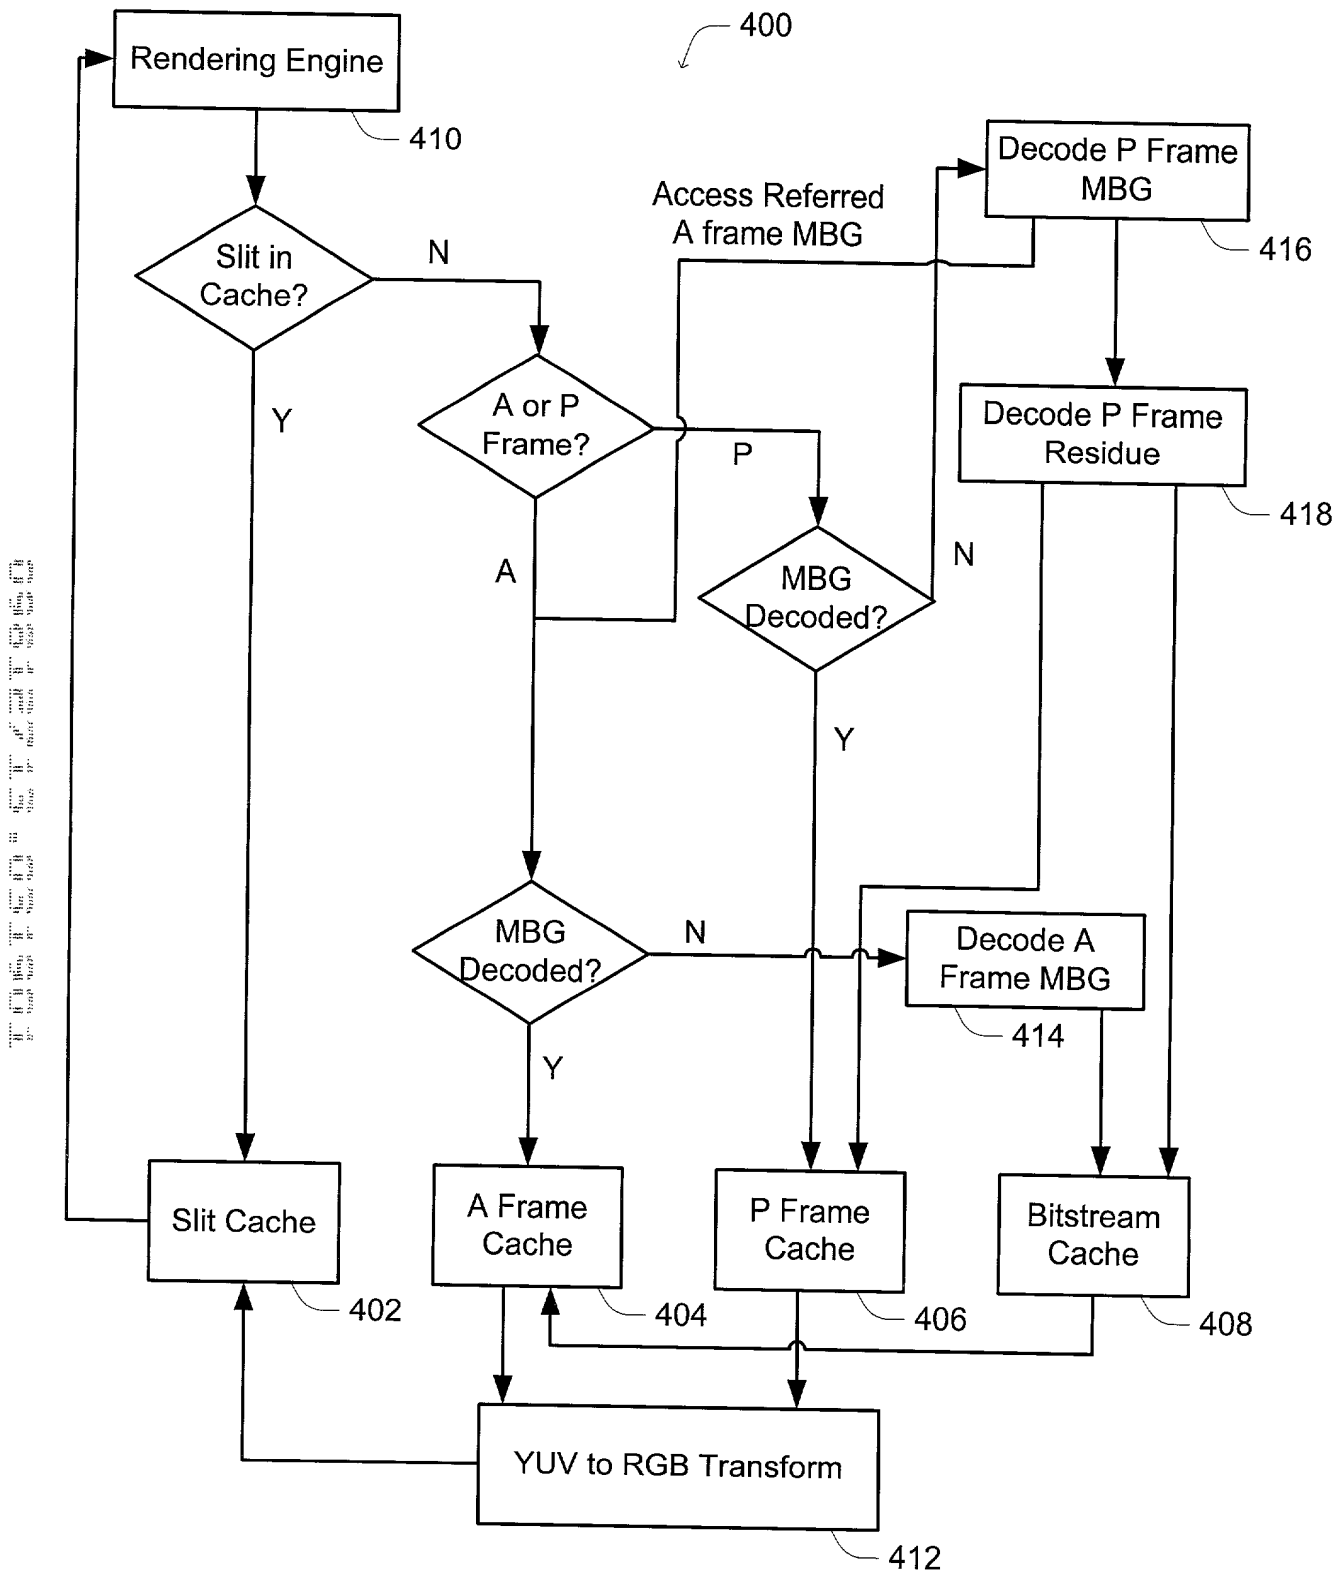 400
Rendering Engine
410
Decode P Frame
MBG
416
Access Referred
A frame MBG
Slit in
Cache?
N
Y
A or P
Frame?
P
A
Decode P Frame
Residue
418
MBG
Decoded?
N
Y
MBG
Decoded?
N
Y
Decode A
Frame MBG
414
Slit Cache
402
A Frame
Cache
404
P Frame
Cache
406
Bitstream
Cache
408
YUV to RGB Transform
412